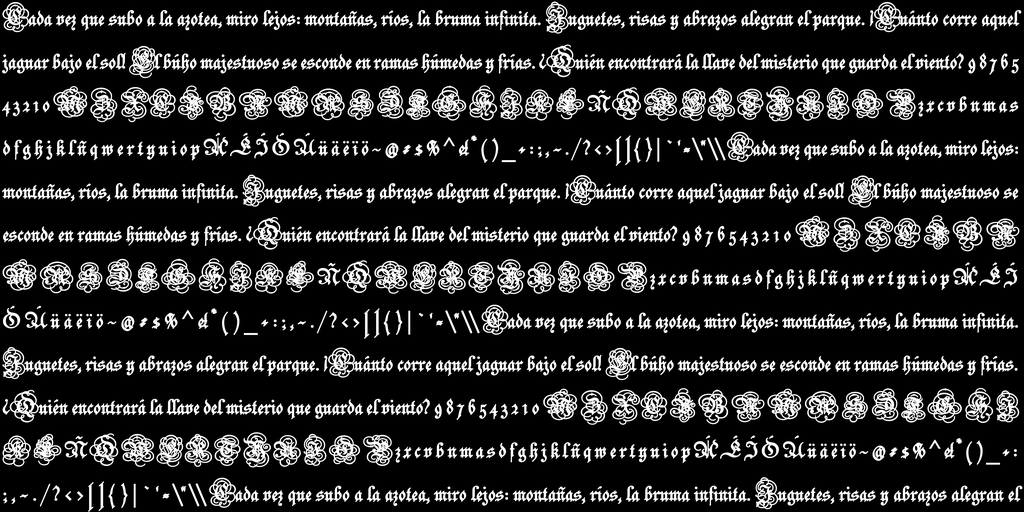 Cada vez que subo a la azotea, miro lejos: montañas, ríos, la bruma infinita. Juguetes, risas y abrazos alegran el parque. ¡Cuánto corre aquel
jaguar bajo el sol! El búho majestuoso se esconde en ramas húmedas y frías. ¿Quién encontrará la llave del misterio que guarda el viento? 9 8 7 6 5
4 3 2 1 0 Ñ z x c v b n m a s
d f g h j k l ñ q w e r t y u i o p Á É Í Ó Ú ü ä ë ï ö ~ @ # $ % ^ & * ( ) _ + : ; , ~ . / ? < > [ ] { } | Cada vez que subo a la azotea, miro lejos:
montañas, ríos, la bruma infinita. Juguetes, risas y abrazos alegran el parque. ¡Cuánto corre aquel jaguar bajo el sol! El búho majestuoso se
esconde en ramas húmedas y frías. ¿Quién encontrará la llave del misterio que guarda el viento? 9 8 7 6 5 4 3 2 1 0
Ñ z x c v b n m a s d f g h j k l ñ q w e r t y u i o p Á É Í
Ó Ú ü ä ë ï ö ~ @ # $ % ^ & * ( ) _ + : ; , ~ . / ? < > [ ] { } | Cada vez que subo a la azotea, miro lejos: montañas, ríos, la bruma infinita.
Juguetes, risas y abrazos alegran el parque. ¡Cuánto corre aquel jaguar bajo el sol! El búho majestuoso se esconde en ramas húmedas y frías.
¿Quién encontrará la llave del misterio que guarda el viento? 9 8 7 6 5 4 3 2 1 0
Ñ z x c v b n m a s d f g h j k l ñ q w e r t y u i o p Á É Í Ó Ú ü ä ë ï ö ~ @ # $ % ^ & * ( ) _ + :
; , ~ . / ? < > [ ] { } | Cada vez que subo a la azotea, miro lejos: montañas, ríos, la bruma infinita. Juguetes, risas y abrazos alegran el